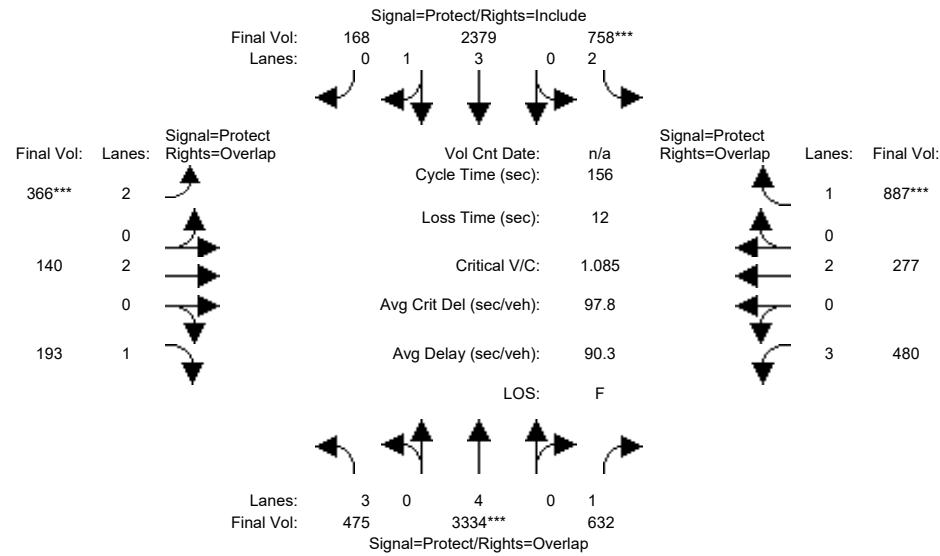 Signal=Protect/Rights=Include
Final Vol: 168 2379 758***
Lanes: 0 1 3 0 2
Signal=Protect Signal=Protect
Final Vol: Lanes: Rights=Overlap Vol Cnt Date: n/a Rights=Overlap Lanes: Final Vol:
Cycle Time (sec): 156
366*** 2 1 887***
Loss Time (sec): 12
0 0
140 2 Critical V/C: 1.085 2 277
0 Avg Crit Del (sec/veh): 97.8 0
193 1 Avg Delay (sec/veh): 90.3 3 480
LOS: F
Lanes: 3 0 4 0 1
Final Vol: 475 3334*** 632
Signal=Protect/Rights=Overlap